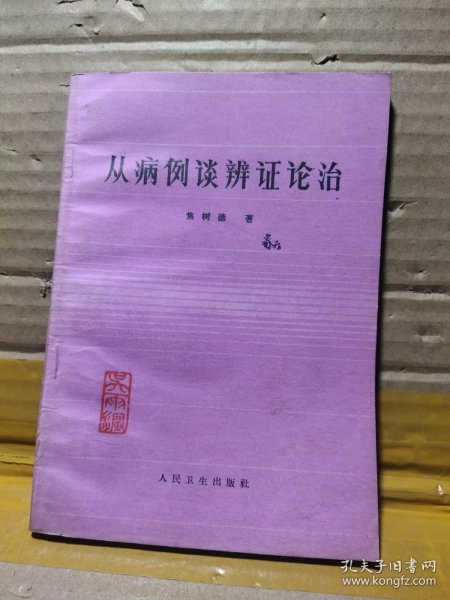 从病例谈辨证论治
焦树德 著
人民卫生出版社
孔夫子旧书网
www.kongfz.com